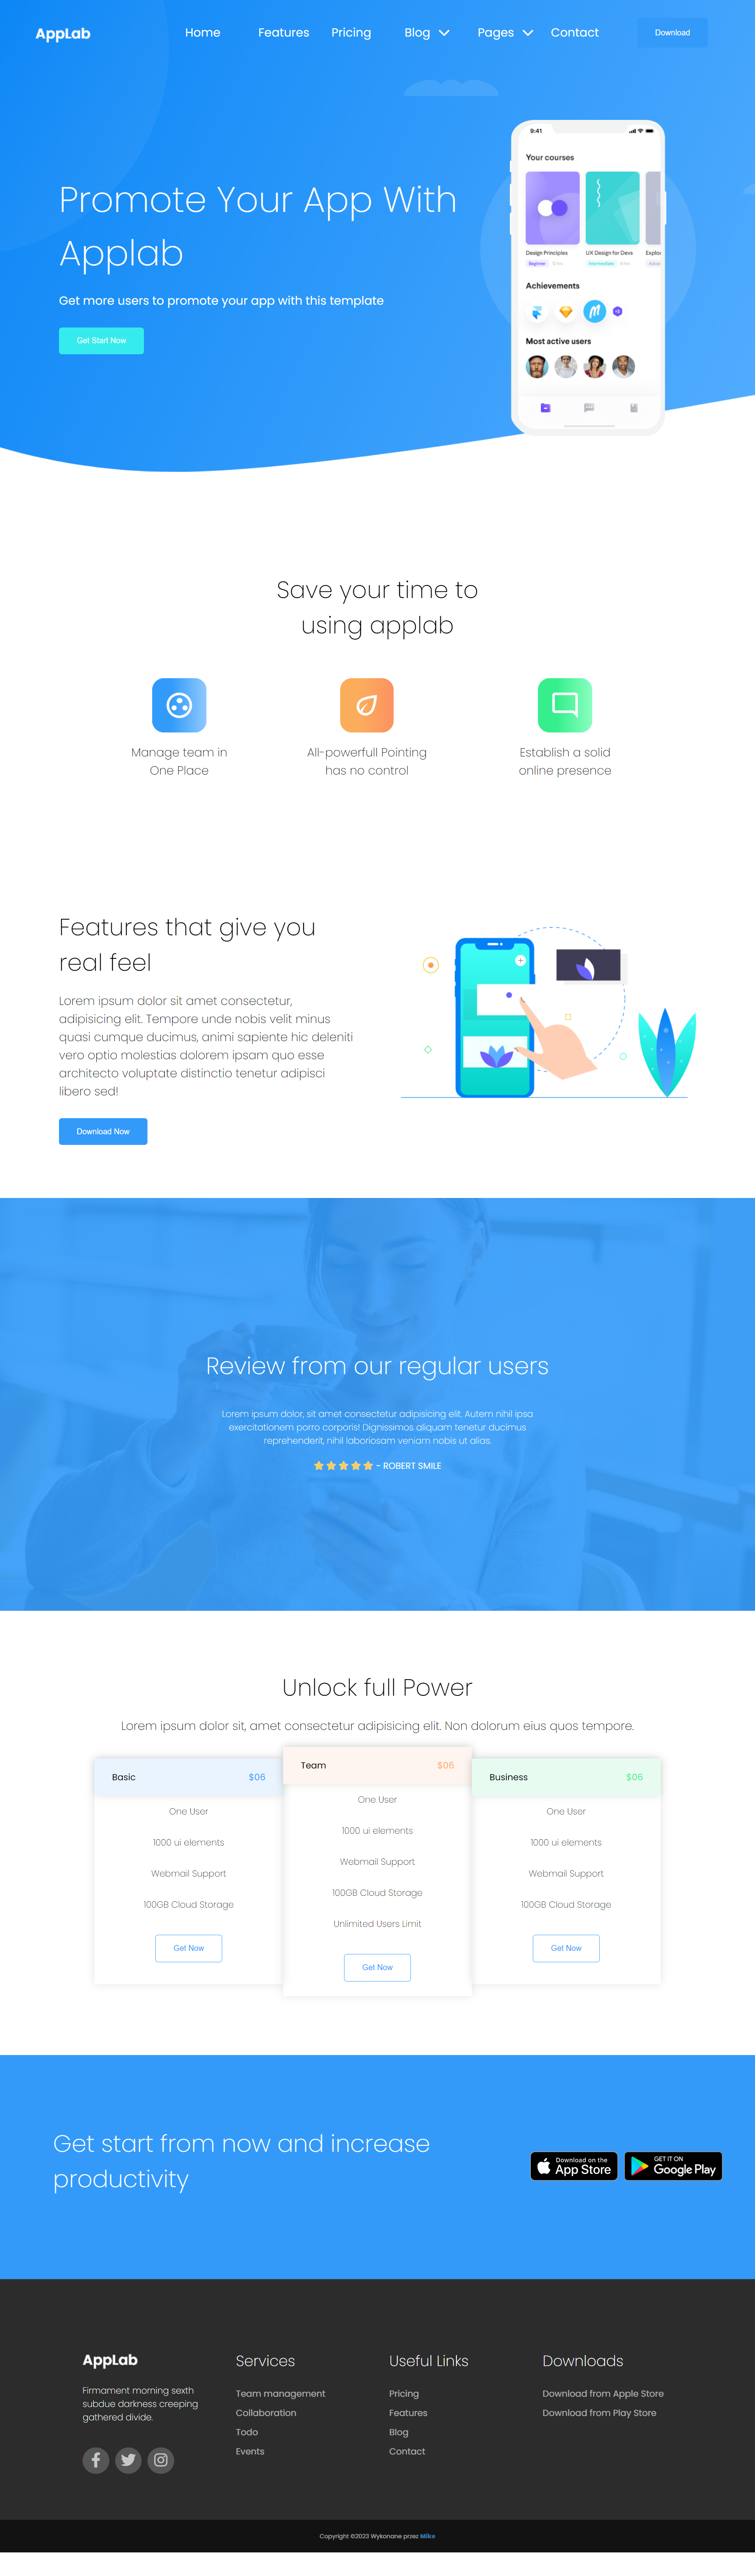 AppLab
Home
Features
Pricing
Blog
Pages
Contact
Download
9:41
Your courses
Design Principles
UX Design for Devs
Explor
Beginner
12 hrs
Intermediate
8 hrs
Advan
Achievements
+3
Most active users
Promote Your App With
Applab
Get more users to promote your app with this template
Get Start Now
Save your time to
using applab
Manage team in
One Place
All-powerfull Pointing
has no control
Establish a solid
online presence
Features that give you
real feel
Lorem ipsum dolor sit amet consectetur,
adipisicing elit. Tempore unde nobis velit minus
quasi cumque ducimus, animi sapiente hic deleniti
vero optio molestias dolorem ipsam quo esse
architecto voluptate distinctio tenetur adipisci
libero sed!
Download Now
Review from our regular users
Lorem ipsum dolor, sit amet consectetur adipisicing elit. Autem nihil ipsa
exercitationem porro corporis! Dignissimos aliquam tenetur ducimus
reprehenderit, nihil laboriosam veniam nobis ut alias.
- ROBERT SMILE
Unlock full Power
Lorem ipsum dolor sit, amet consectetur adipisicing elit. Non dolorum eius quos tempore.
Basic $06
One User
1000 ui elements
Webmail Support
100GB Cloud Storage
Get Now
Team $06
One User
1000 ui elements
Webmail Support
100GB Cloud Storage
Unlimited Users Limit
Get Now
Business $06
One User
1000 ui elements
Webmail Support
100GB Cloud Storage
Get Now
Get start from now and increase
productivity
Download on the
App Store
GET IT ON
Google Play
AppLab
Firmament morning sexth
subdue darkness creeping
gathered divide.
Services
Team management
Collaboration
Todo
Events
Useful Links
Pricing
Features
Blog
Contact
Downloads
Download from Apple Store
Download from Play Store
Copyright ©2023 Wykonane przez Mike